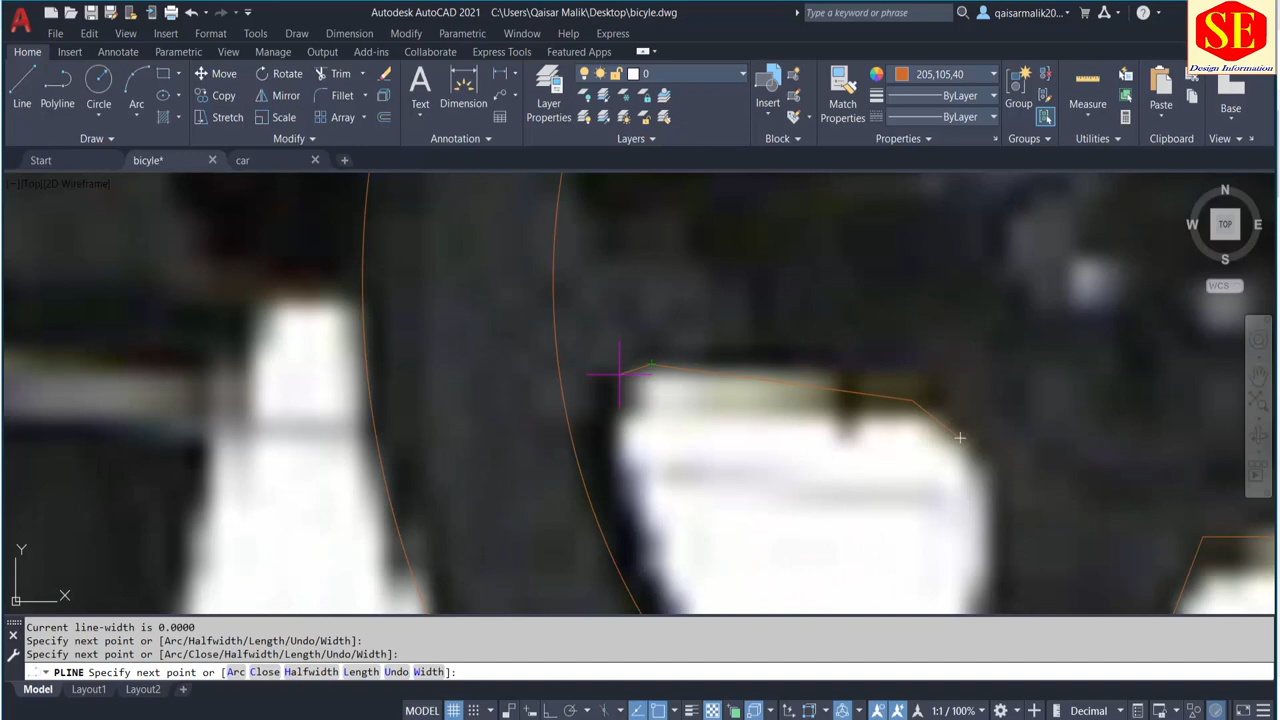 Autodesk AutoCAD 2021 C:\Users\Qaisar Malik\Desktop\bicyle.dwg
Type a keyword or phrase
qaisarmalik20...
SE
Design Information
File Edit View Insert Format Tools Draw Dimension Modify Parametric Window Help Express
Home Insert Annotate Parametric View Manage Output Add-ins Collaborate Express Tools Featured Apps
Line
Polyline
Circle
Arc
Move Rotate Trim
Copy Mirror Fillet
Stretch Scale Array
Text
Dimension
Layer
Properties
0
Insert
Match
Properties
205,105,40
ByLayer
ByLayer
Group
Measure
Paste
Base
Draw Modify Annotation Layers Block Properties Groups Utilities Clipboard View
Start bicyle* car
[−][Top][2D Wireframe]
N
W TOP E
S
WCS
Y
X
Current line-width is 0.0000
Specify next point or [Arc/Halfwidth/Length/Undo/Width]:
Specify next point or [Arc/Close/Halfwidth/Length/Undo/Width]:
PLINE Specify next point or [Arc Close Halfwidth Length Undo Width]:
Model Layout1 Layout2
MODEL 1:1 / 100% Decimal